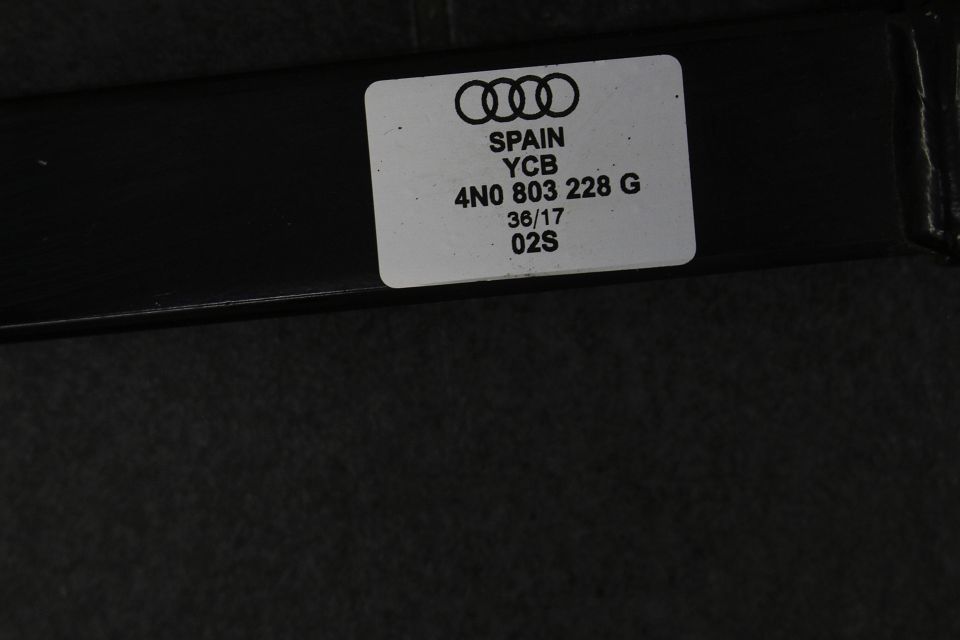 SPAIN
YCB
4N0 803 228 G
36/17
02S